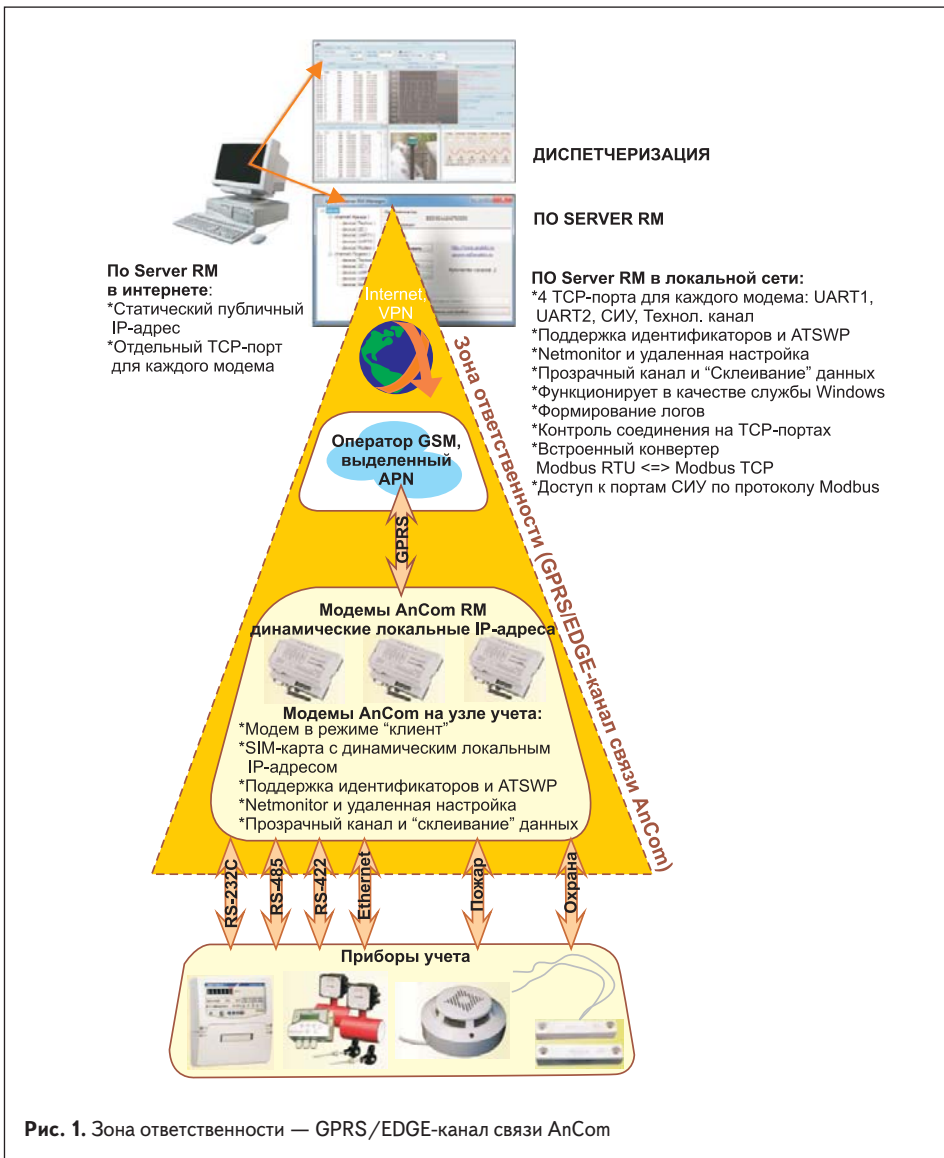 ДИСПЕТЧЕРИЗАЦИЯ
ПО SERVER RM
По Server RM
в интернете:
*Статический публичный
IP-адрес
*Отдельный TCP-порт
для каждого модема
ПО Server RM в локальной сети:
*4 TCP-порта для каждого модема: UART1,
UART2, СИУ, Технол. канал
*Поддержка идентификаторов и ATSWP
*Netmonitor и удаленная настройка
*Прозрачный канал и “Склеивание” данных
*Функционирует в качестве службы Windows
*Формирование логов
*Контроль соединения на TCP-портах
*Встроенный конвертер
Modbus RTU <=> Modbus TCP
*Доступ к портам СИУ по протоколу Modbus
Internet,
VPN
Зона ответственности (GPRS/EDGE-канал связи AnCom)
Оператор GSM,
выделенный
APN
GPRS
Модемы AnCom RM
динамические локальные IP-адреса
Модемы AnCom на узле учета:
*Модем в режиме “клиент”
*SIM-карта с динамическим локальным
IP-адресом
*Поддержка идентификаторов и ATSWP
*Netmonitor и удаленная настройка
*Прозрачный канал и “склеивание” данных
RS-232C
RS-485
RS-422
Ethernet
Пожар
Охрана
Приборы учета
Рис. 1. Зона ответственности — GPRS/EDGE-канал связи AnCom